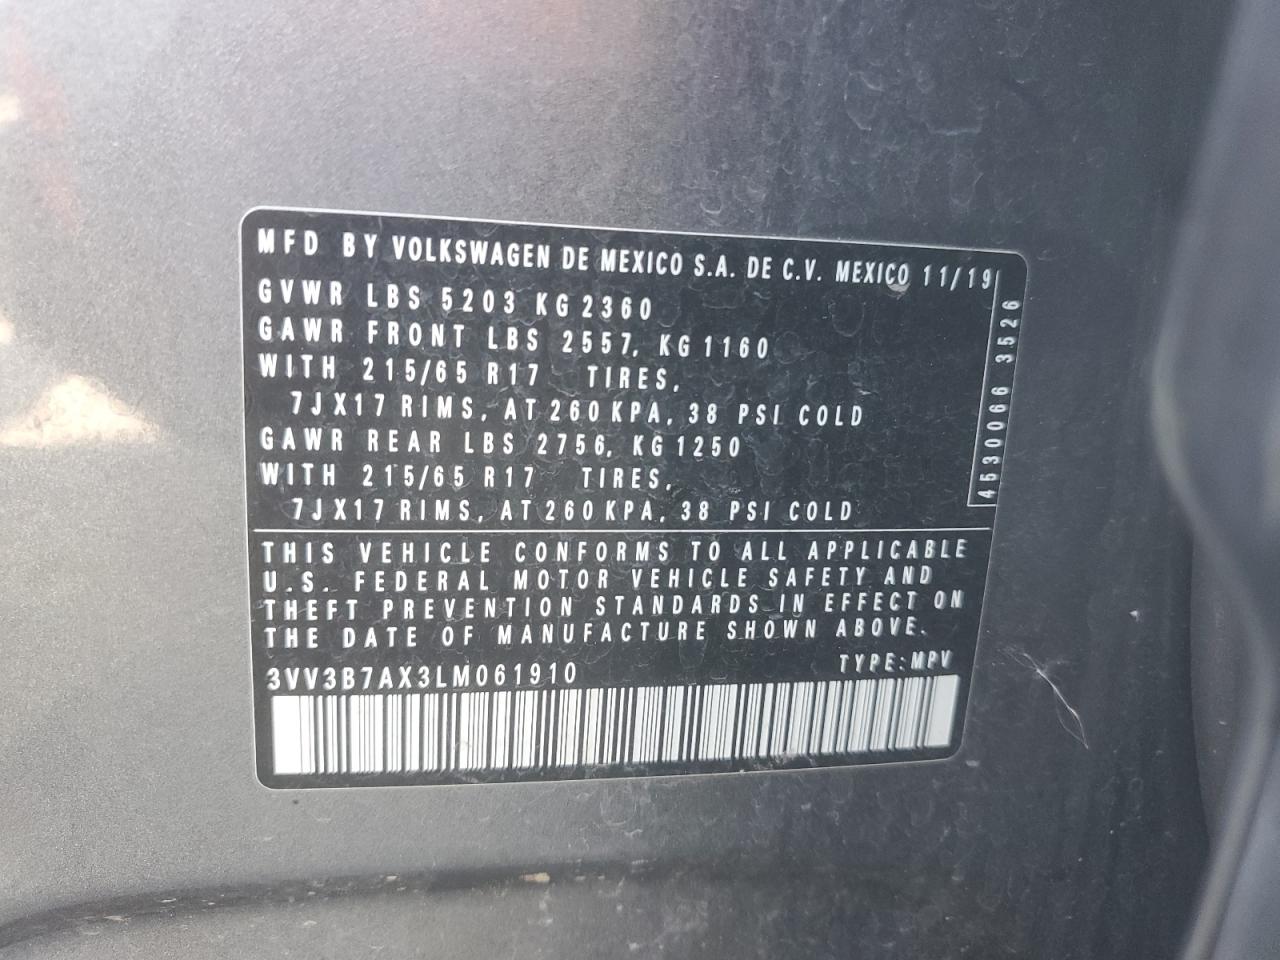 MFD BY VOLKSWAGEN DE MEXICO S.A. DE C.V. MEXICO 11/19
GVWR LBS 5203 KG 2360
GAWR FRONT LBS 2557, KG 1160
WITH 215/65 R17 TIRES,
7JX17 RIMS, AT 260 KPA, 38 PSI COLD
GAWR REAR LBS 2756, KG 1250
WITH 215/65 R17 TIRES,
7JX17 RIMS, AT 260 KPA, 38 PSI COLD
4530066 3526
THIS VEHICLE CONFORMS TO ALL APPLICABLE
U.S. FEDERAL MOTOR VEHICLE SAFETY AND
THEFT PREVENTION STANDARDS IN EFFECT ON
THE DATE OF MANUFACTURE SHOWN ABOVE.
3VV3B7AX3LM061910 TYPE: MPV